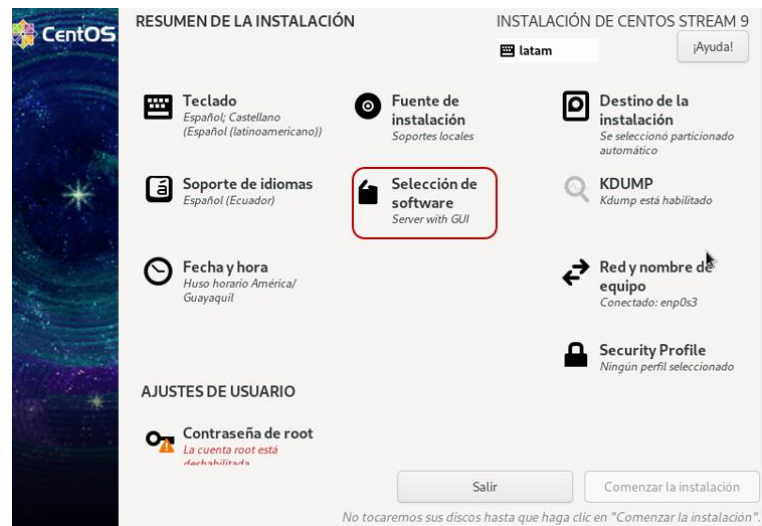 CentOS
RESUMEN DE LA INSTALACIÓN
INSTALACIÓN DE CENTOS STREAM 9
latam
¡Ayuda!
Teclado
Español; Castellano
(Español (latinoamericano))
Fuente de
instalación
Soportes locales
Destino de la
instalación
Se seleccionó particionado
automático
Soporte de idiomas
Español (Ecuador)
Selección de
software
Server with GUI
KDUMP
Kdump está habilitado
Fecha y hora
Huso horario América/
Guayaquil
Red y nombre de
equipo
Conectado: enp0s3
Security Profile
Ningún perfil seleccionado
AJUSTES DE USUARIO
Contraseña de root
La cuenta root está
deshabilitada
Salir
Comenzar la instalación
No tocaremos sus discos hasta que haga clic en "Comenzar la instalación".